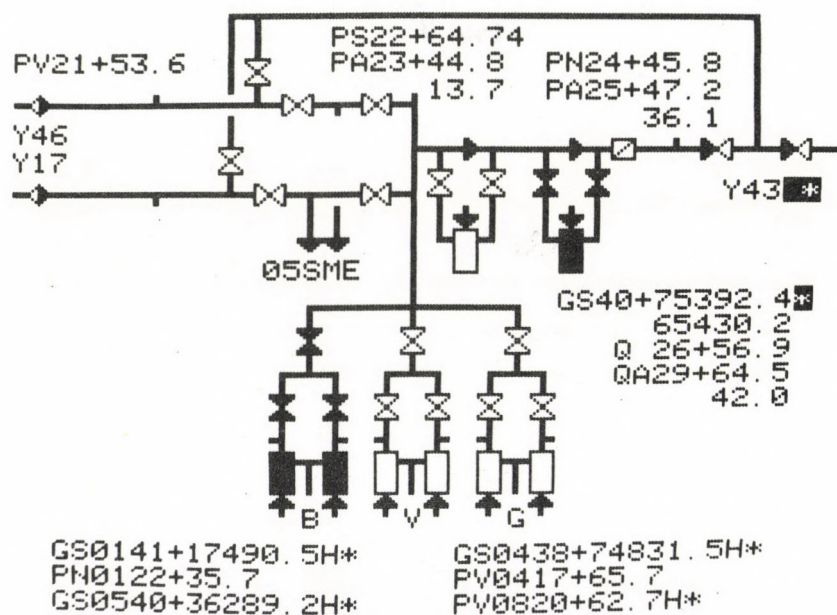 PS22+64.74
PV21+53.6
PA23+44.8
PN24+45.8
13.7
PA25+47.2
36.1
Y46
Y17
Y43 *
05SME
GS40+75392.4*
65430.2
Q 26+56.9
QA29+64.5
42.0
B
V
G
GS0141+17490.5H*
GS0438+74831.5H*
PN0122+35.7
PV0417+65.7
GS0540+36289.2H*
PV0820+62.7H*